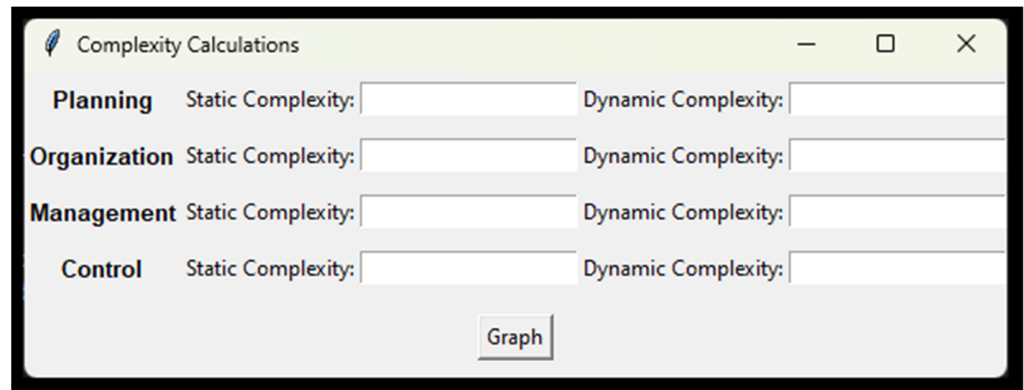 Complexity Calculations
Planning Static Complexity: Dynamic Complexity:
Organization Static Complexity: Dynamic Complexity:
Management Static Complexity: Dynamic Complexity:
Control Static Complexity: Dynamic Complexity:
Graph